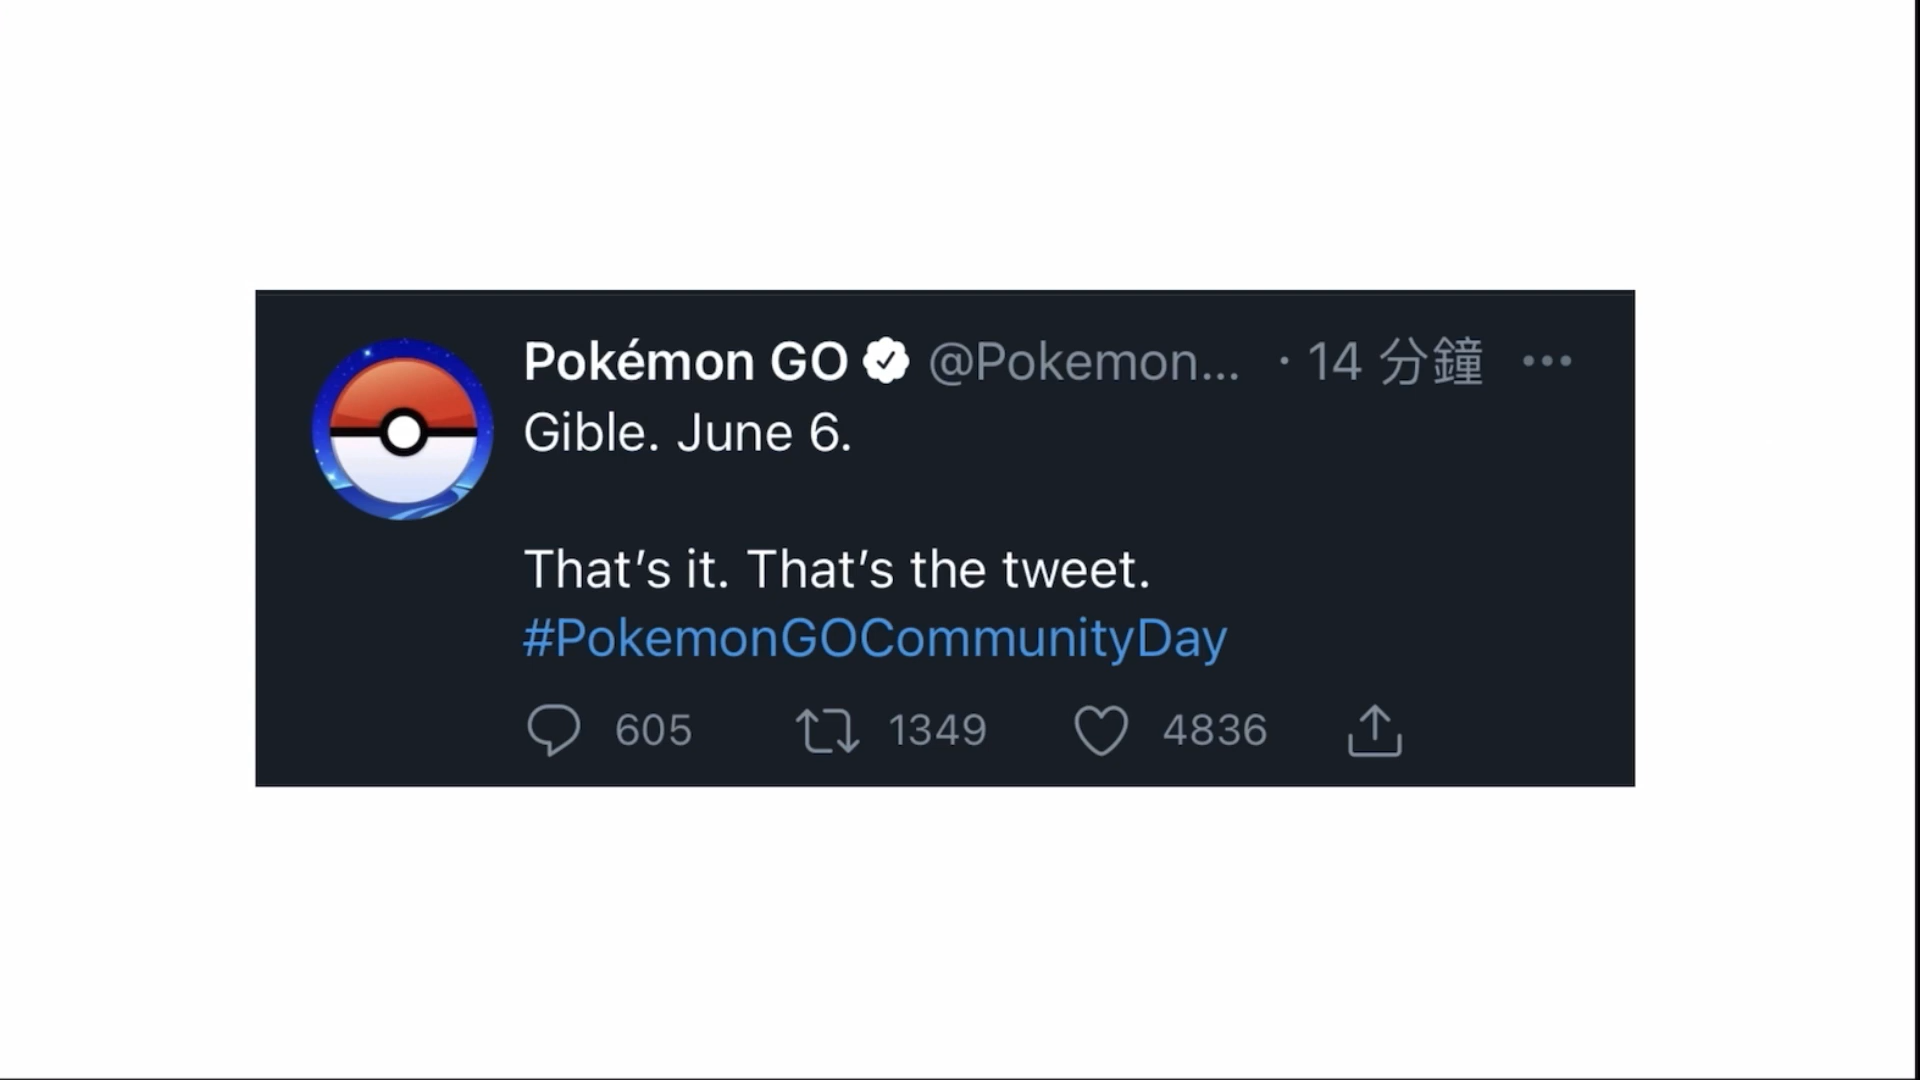 Pokémon GO @Pokemon... · 14 分鐘
Gible. June 6.
That’s it. That’s the tweet.
#PokemonGOCommunityDay
605 1349 4836